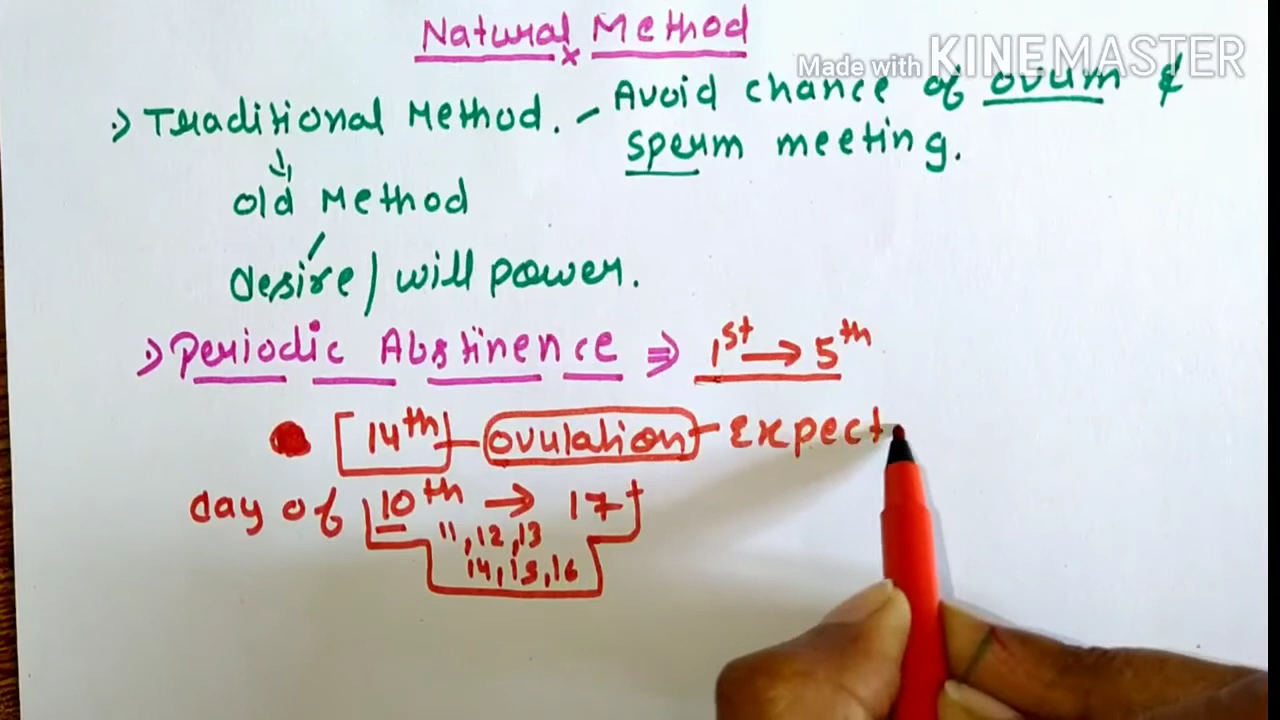 Natural Method
Made with KINEMASTER
Traditional Method. - Avoid chance of ovum &
sperm meeting.
old Method
desire / will power.
Periodic Abstinence ⇒ 1st → 5th
[14th] - ovulation - Expect
day of 10th → 17t
11, 12, 13
14, 15, 16